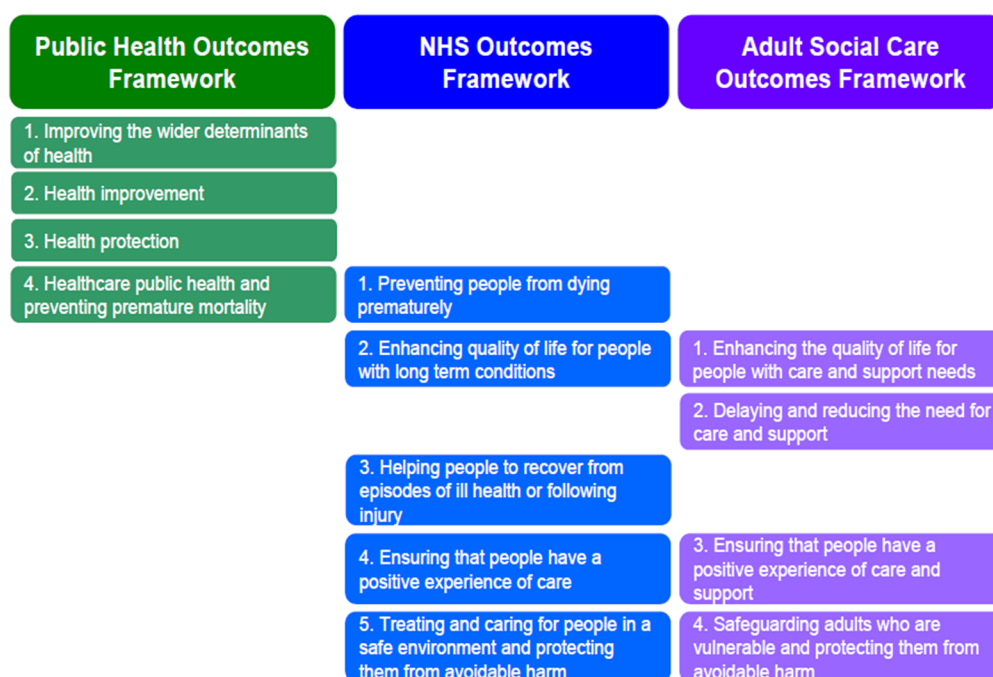 Public Health Outcomes
Framework
1. Improving the wider determinants
of health
2. Health improvement
3. Health protection
4. Healthcare public health and
preventing premature mortality
NHS Outcomes
Framework
1. Preventing people from dying
prematurely
2. Enhancing quality of life for people
with long term conditions
3. Helping people to recover from
episodes of ill health or following
injury
4. Ensuring that people have a
positive experience of care
5. Treating and caring for people in a
safe environment and protecting
them from avoidable harm
Adult Social Care
Outcomes Framework
1. Enhancing the quality of life for
people with care and support needs
2. Delaying and reducing the need for
care and support
3. Ensuring that people have a
positive experience of care and
support
4. Safeguarding adults who are
vulnerable and protecting them from
avoidable harm